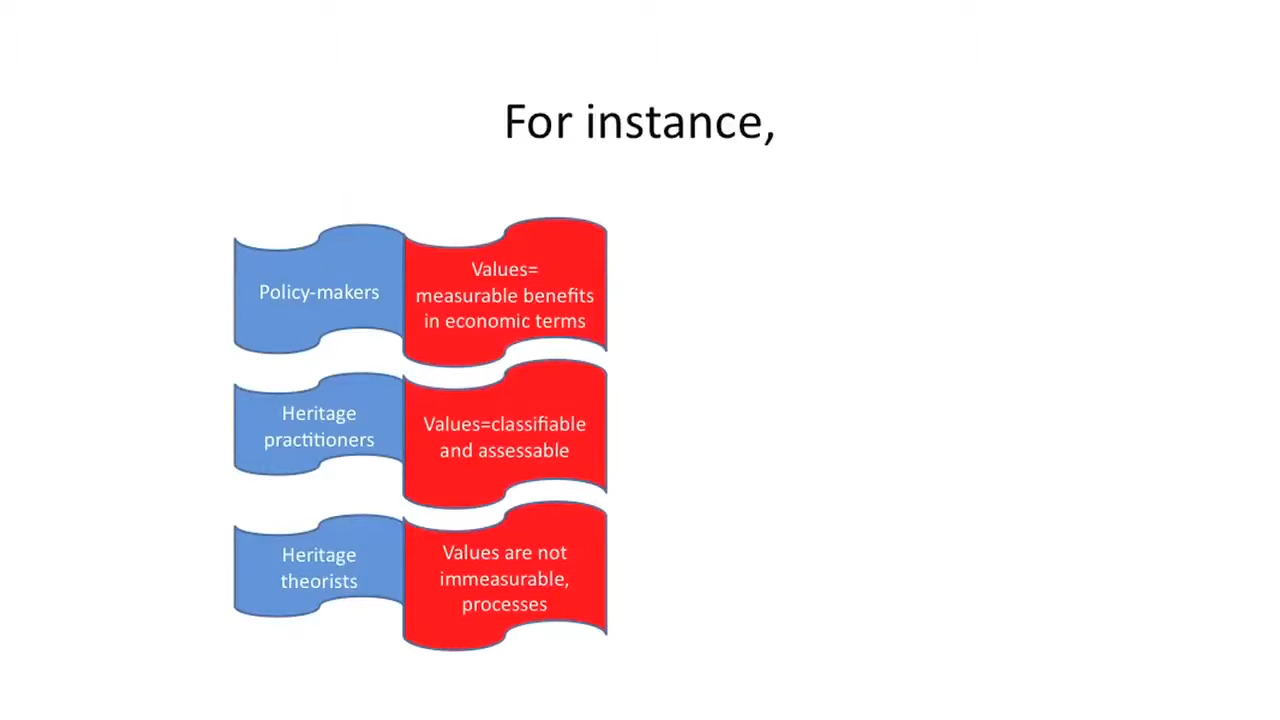 For instance,
Policy-makers
Values=
measurable benefits
in economic terms
Heritage
practitioners
Values=classifiable
and assessable
Heritage
theorists
Values are not
immeasurable,
processes